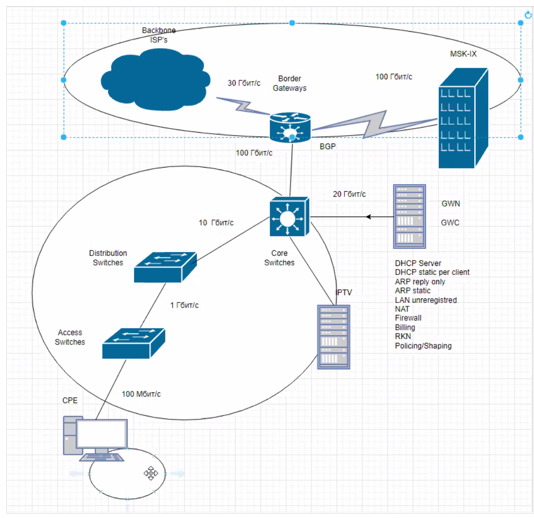 Backbone
ISP's
MSK-IX
30 Гбит/с
100 Гбит/с
Border
Gateways
BGP
100 Гбит/с
20 Гбит/с
GWN
GWC
10 Гбит/с
Distribution
Switches
Core
Switches
DHCP Server
DHCP static per client
ARP reply only
ARP static
LAN unreregistred
NAT
Firewall
Billing
RKN
Policing/Shaping
IPTV
1 Гбит/с
Access
Switches
100 Мбит/с
CPE